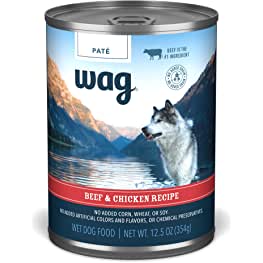 PATÉ
BEEF IS THE
#1 INGREDIENT
wag
BEEF & CHICKEN RECIPE
NO ADDED CORN, WHEAT, OR SOY
NO ADDED ARTIFICIAL COLORS AND FLAVORS, OR CHEMICAL PRESERVATIVES
WET DOG FOOD | NET WT. 12.5 OZ (354g)